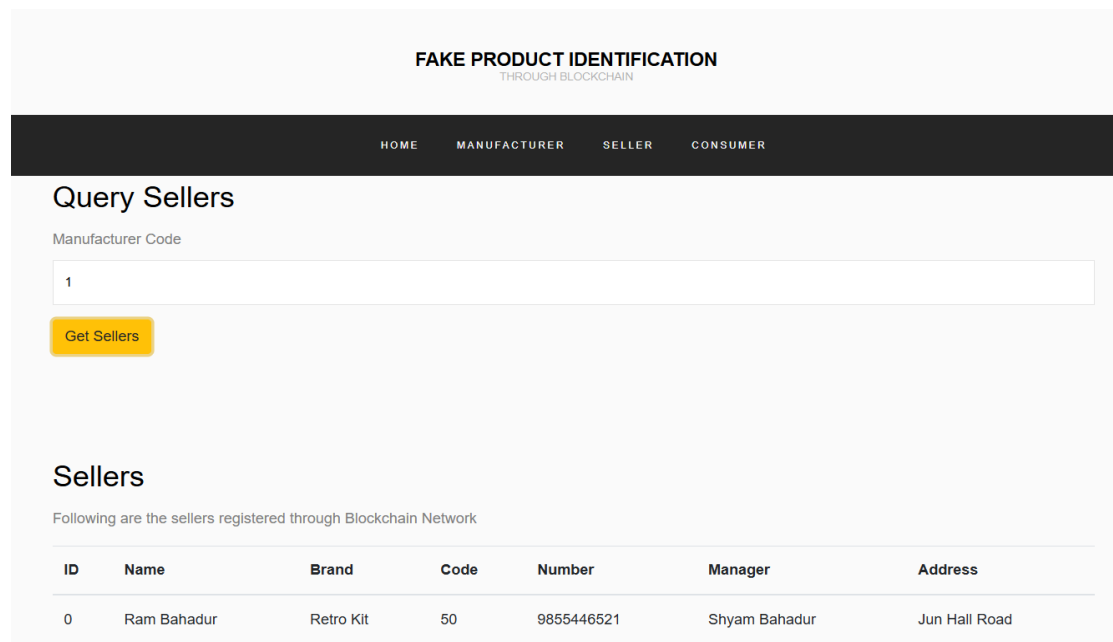 FAKE PRODUCT IDENTIFICATION
THROUGH BLOCKCHAIN
HOME MANUFACTURER SELLER CONSUMER
Query Sellers
Manufacturer Code
1
Get Sellers
Sellers
Following are the sellers registered through Blockchain Network
ID Name Brand Code Number Manager Address
0 Ram Bahadur Retro Kit 50 9855446521 Shyam Bahadur Jun Hall Road